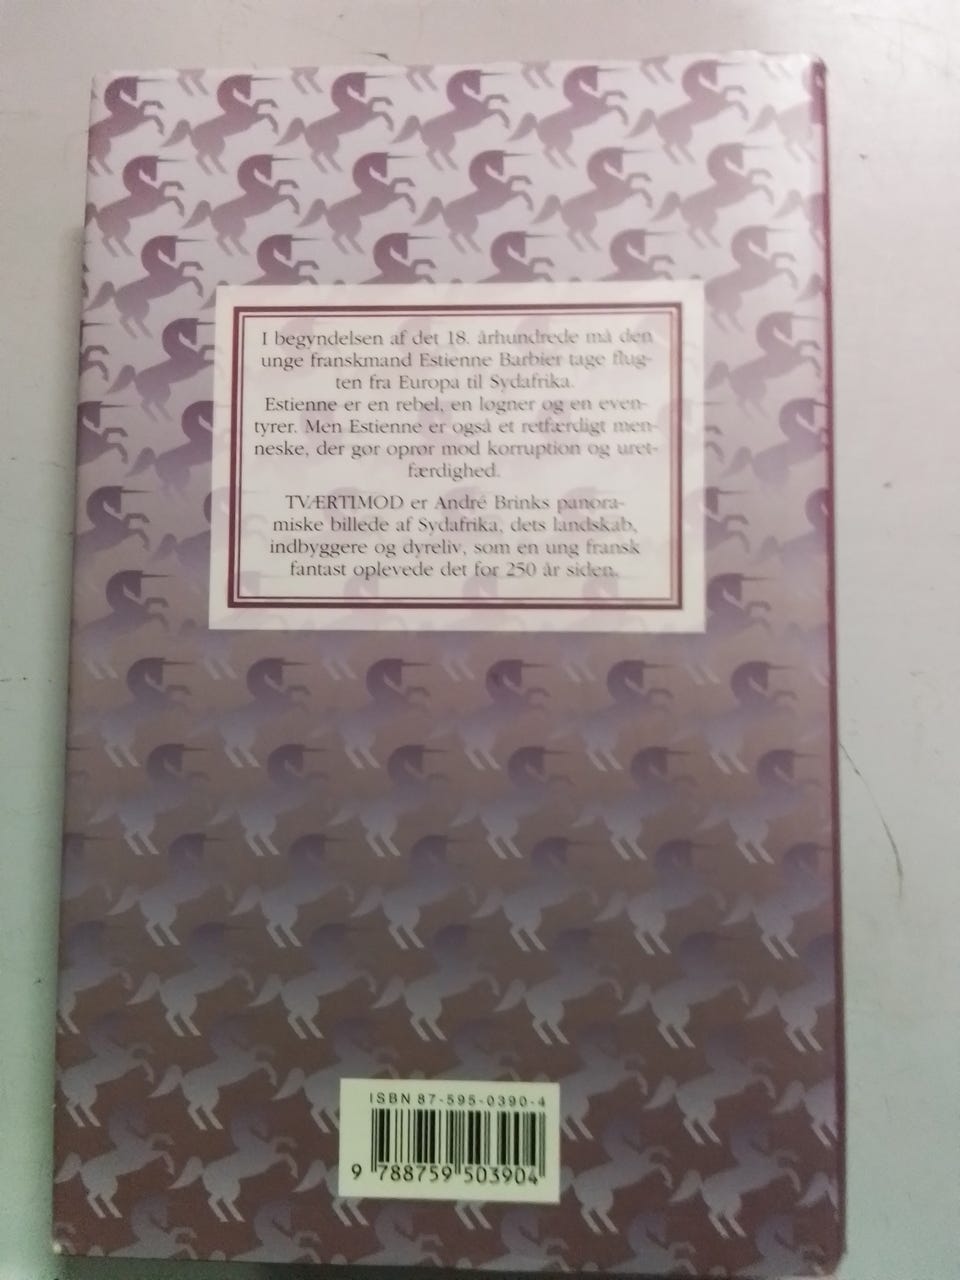 I begyndelsen af det 18. århundrede må den
unge franskmand Estienne Barbier tage flug-
ten fra Europa til Sydafrika.
Estienne er en rebel, en løgner og en even-
tyrer. Men Estienne er også et retfærdigt men-
neske, der gør oprør mod korruption og uret-
færdighed.
TVÆRTIMOD er André Brinks panora-
miske billede af Sydafrika, dets landskab,
indbyggere og dyreliv, som en ung fransk
fantast oplevede det for 250 år siden.
ISBN 87-595-0390-4
9 788759 503904